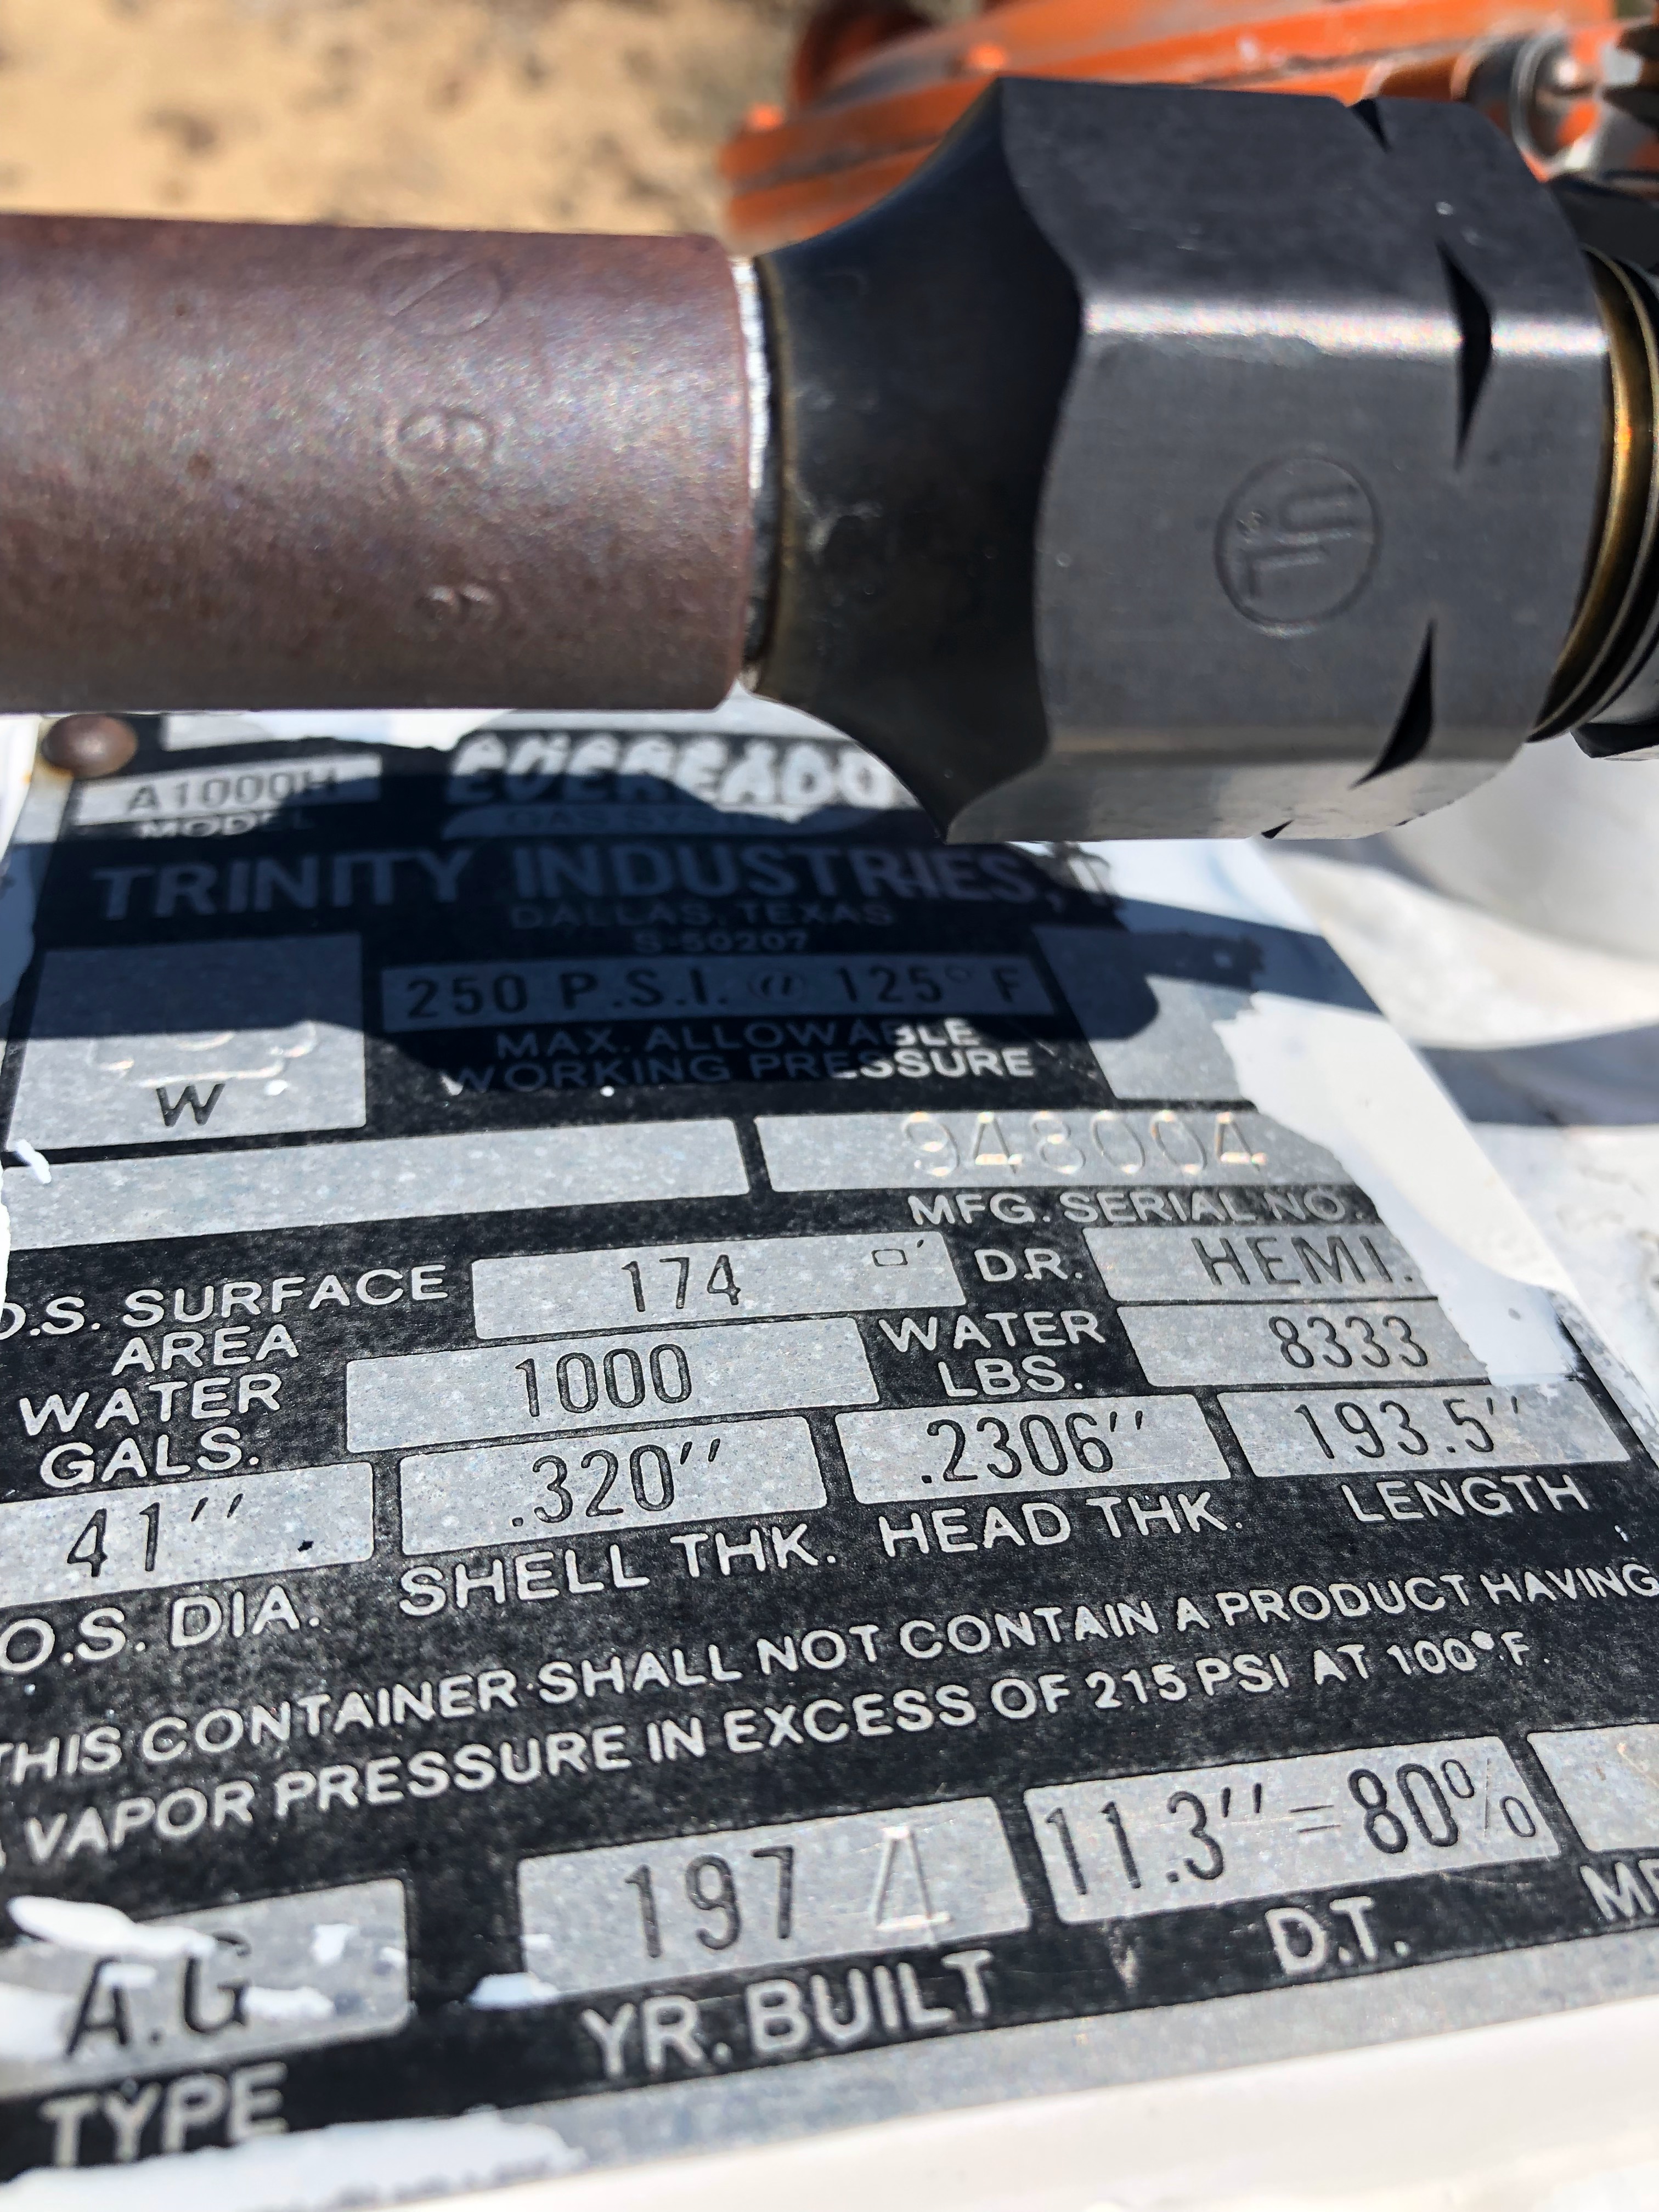 UL
A1000H
MODEL
TRINITY INDUSTRIES,
DALLAS, TEXAS
S-50207
250 P.S.I. @ 125° F
MAX. ALLOWABLE
WORKING PRESSURE
W
948004
MFG. SERIAL NO.
O.S. SURFACE AREA 174 □′ D.R. HEMI.
WATER GALS. 1000 WATER LBS. 8333
41″ .320″ .2306″ 193.5″
O.S. DIA. SHELL THK. HEAD THK. LENGTH
THIS CONTAINER SHALL NOT CONTAIN A PRODUCT HAVING
A VAPOR PRESSURE IN EXCESS OF 215 PSI AT 100° F.
A.G 1974 11.3″ = 80%
TYPE YR. BUILT D.T.